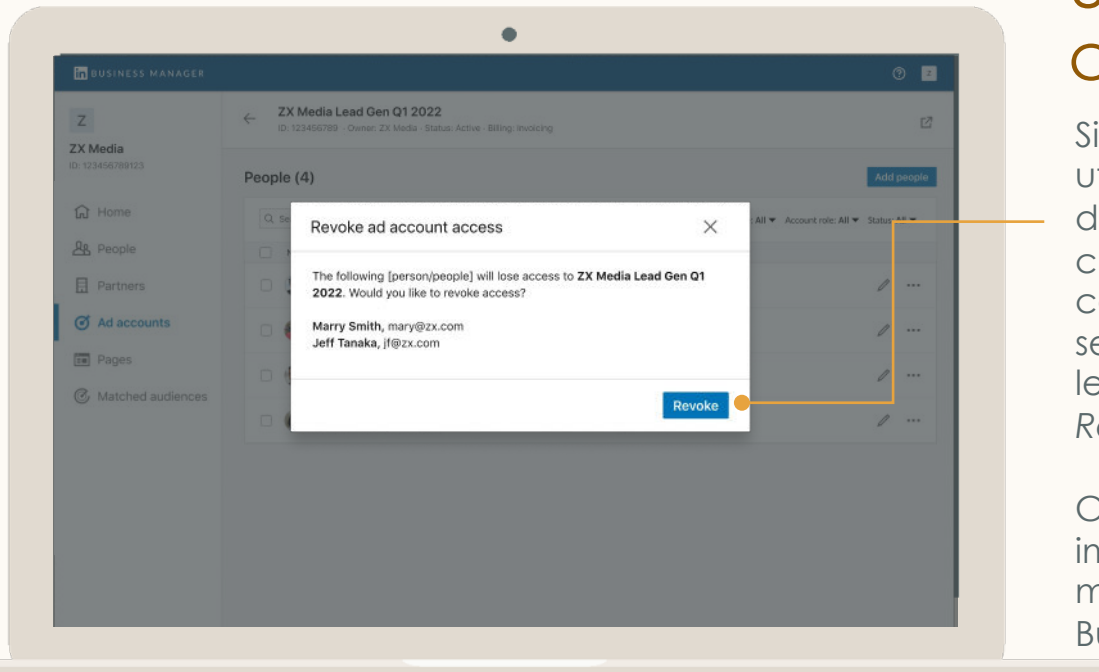 in BUSINESS MANAGER
Z
Z
ZX Media
ID: 123456789123
Home
People
Partners
Ad accounts
Pages
Matched audiences
ZX Media Lead Gen Q1 2022
ID: 123456789 · Owner: ZX Media · Status: Active · Billing: Invoicing
People (4)
Add people
All ▼ Account role: All ▼ Status: All ▼
Revoke ad account access
The following [person/people] will lose access to ZX Media Lead Gen Q1
2022. Would you like to revoke access?
Marry Smith, mary@zx.com
Jeff Tanaka, jf@zx.com
Revoke